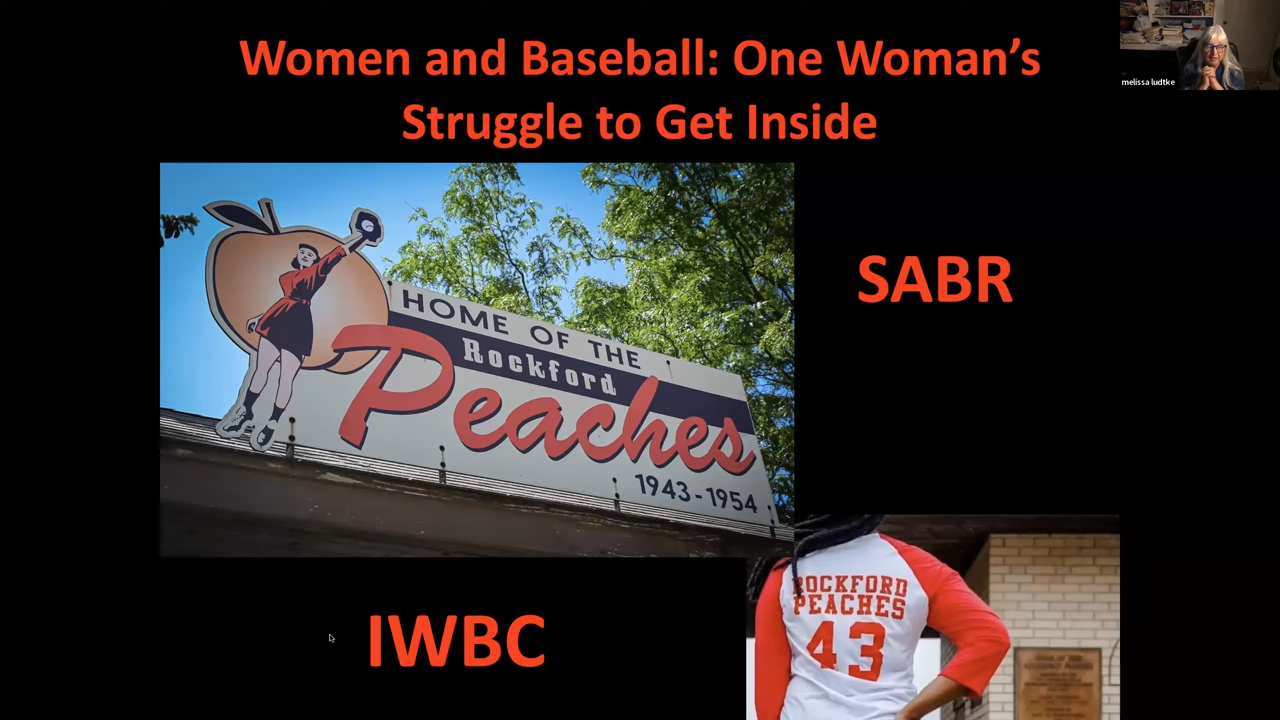 Women and Baseball: One Woman's
Struggle to Get Inside
melissa ludtke
HOME OF THE
Rockford
Peaches
1943-1954
SABR
IWBC
ROCKFORD
PEACHES
43